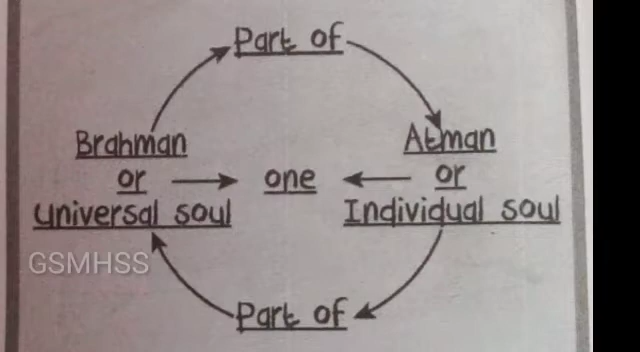 Part of
Brahman
or
universal soul
one
Atman
or
Individual soul
Part of
GSMHSS